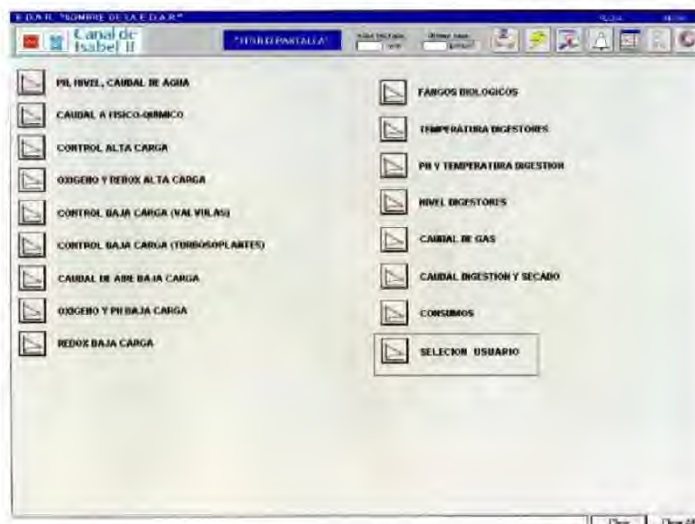 E.D.A.R. "NOMBRE DE LA E.D.A.R."
Canal de
Isabel II
"TITULO PANTALLA"
PH, NIVEL, CAUDAL DE AGUA
CAUDAL A FISICO-QUIMICO
CONTROL ALTA CARGA
OXIGENO Y REDOX ALTA CARGA
CONTROL BAJA CARGA (VALVULAS)
CONTROL BAJA CARGA (TURBOSOPLANTES)
CAUDAL DE AIRE BAJA CARGA
OXIGENO Y PH BAJA CARGA
REDOX BAJA CARGA
FANGOS BIOLOGICOS
TEMPERATURA DIGESTORES
PH Y TEMPERATURA DIGESTION
NIVEL DIGESTORES
CAUDAL DE GAS
CAUDAL DIGESTION Y SECADO
CONSUMOS
SELECION USUARIO